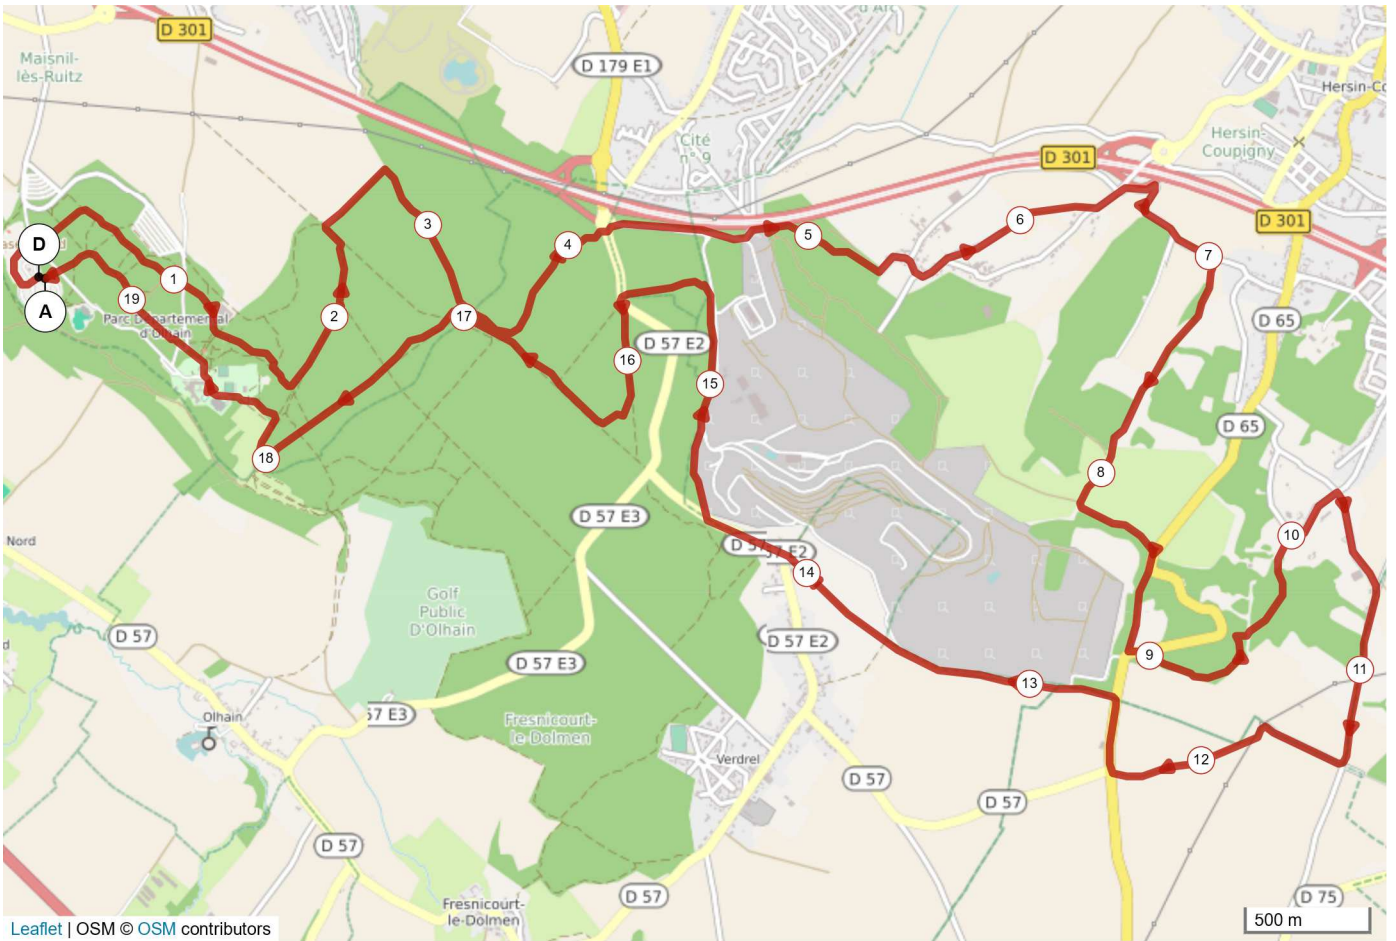 d'Arc
D 301
Maisnil-
lès-Ruitz
D 179 E1
Hersin-Co
Cité
n° 9
Hersin-
Coupigny
D 301
D 301
D
A
1
2
3
4
5
6
7
19
17
Parc Départemental
d'Olhain
D 57 E2
D 65
16
15
D 65
18
8
D 57 E3
10
Nord
D 57
57 E2
14
Golf
Public
D'Olhain
D 57
D 57 E2
9
D 57 E3
11
13
Olhain
57 E3
Fresnicourt-
le-Dolmen
Verdrel
12
D 57
D 57
D 57
D 57
D 75
Fresnicourt-
le-Dolmen
500 m
Leaflet | OSM © OSM contributors